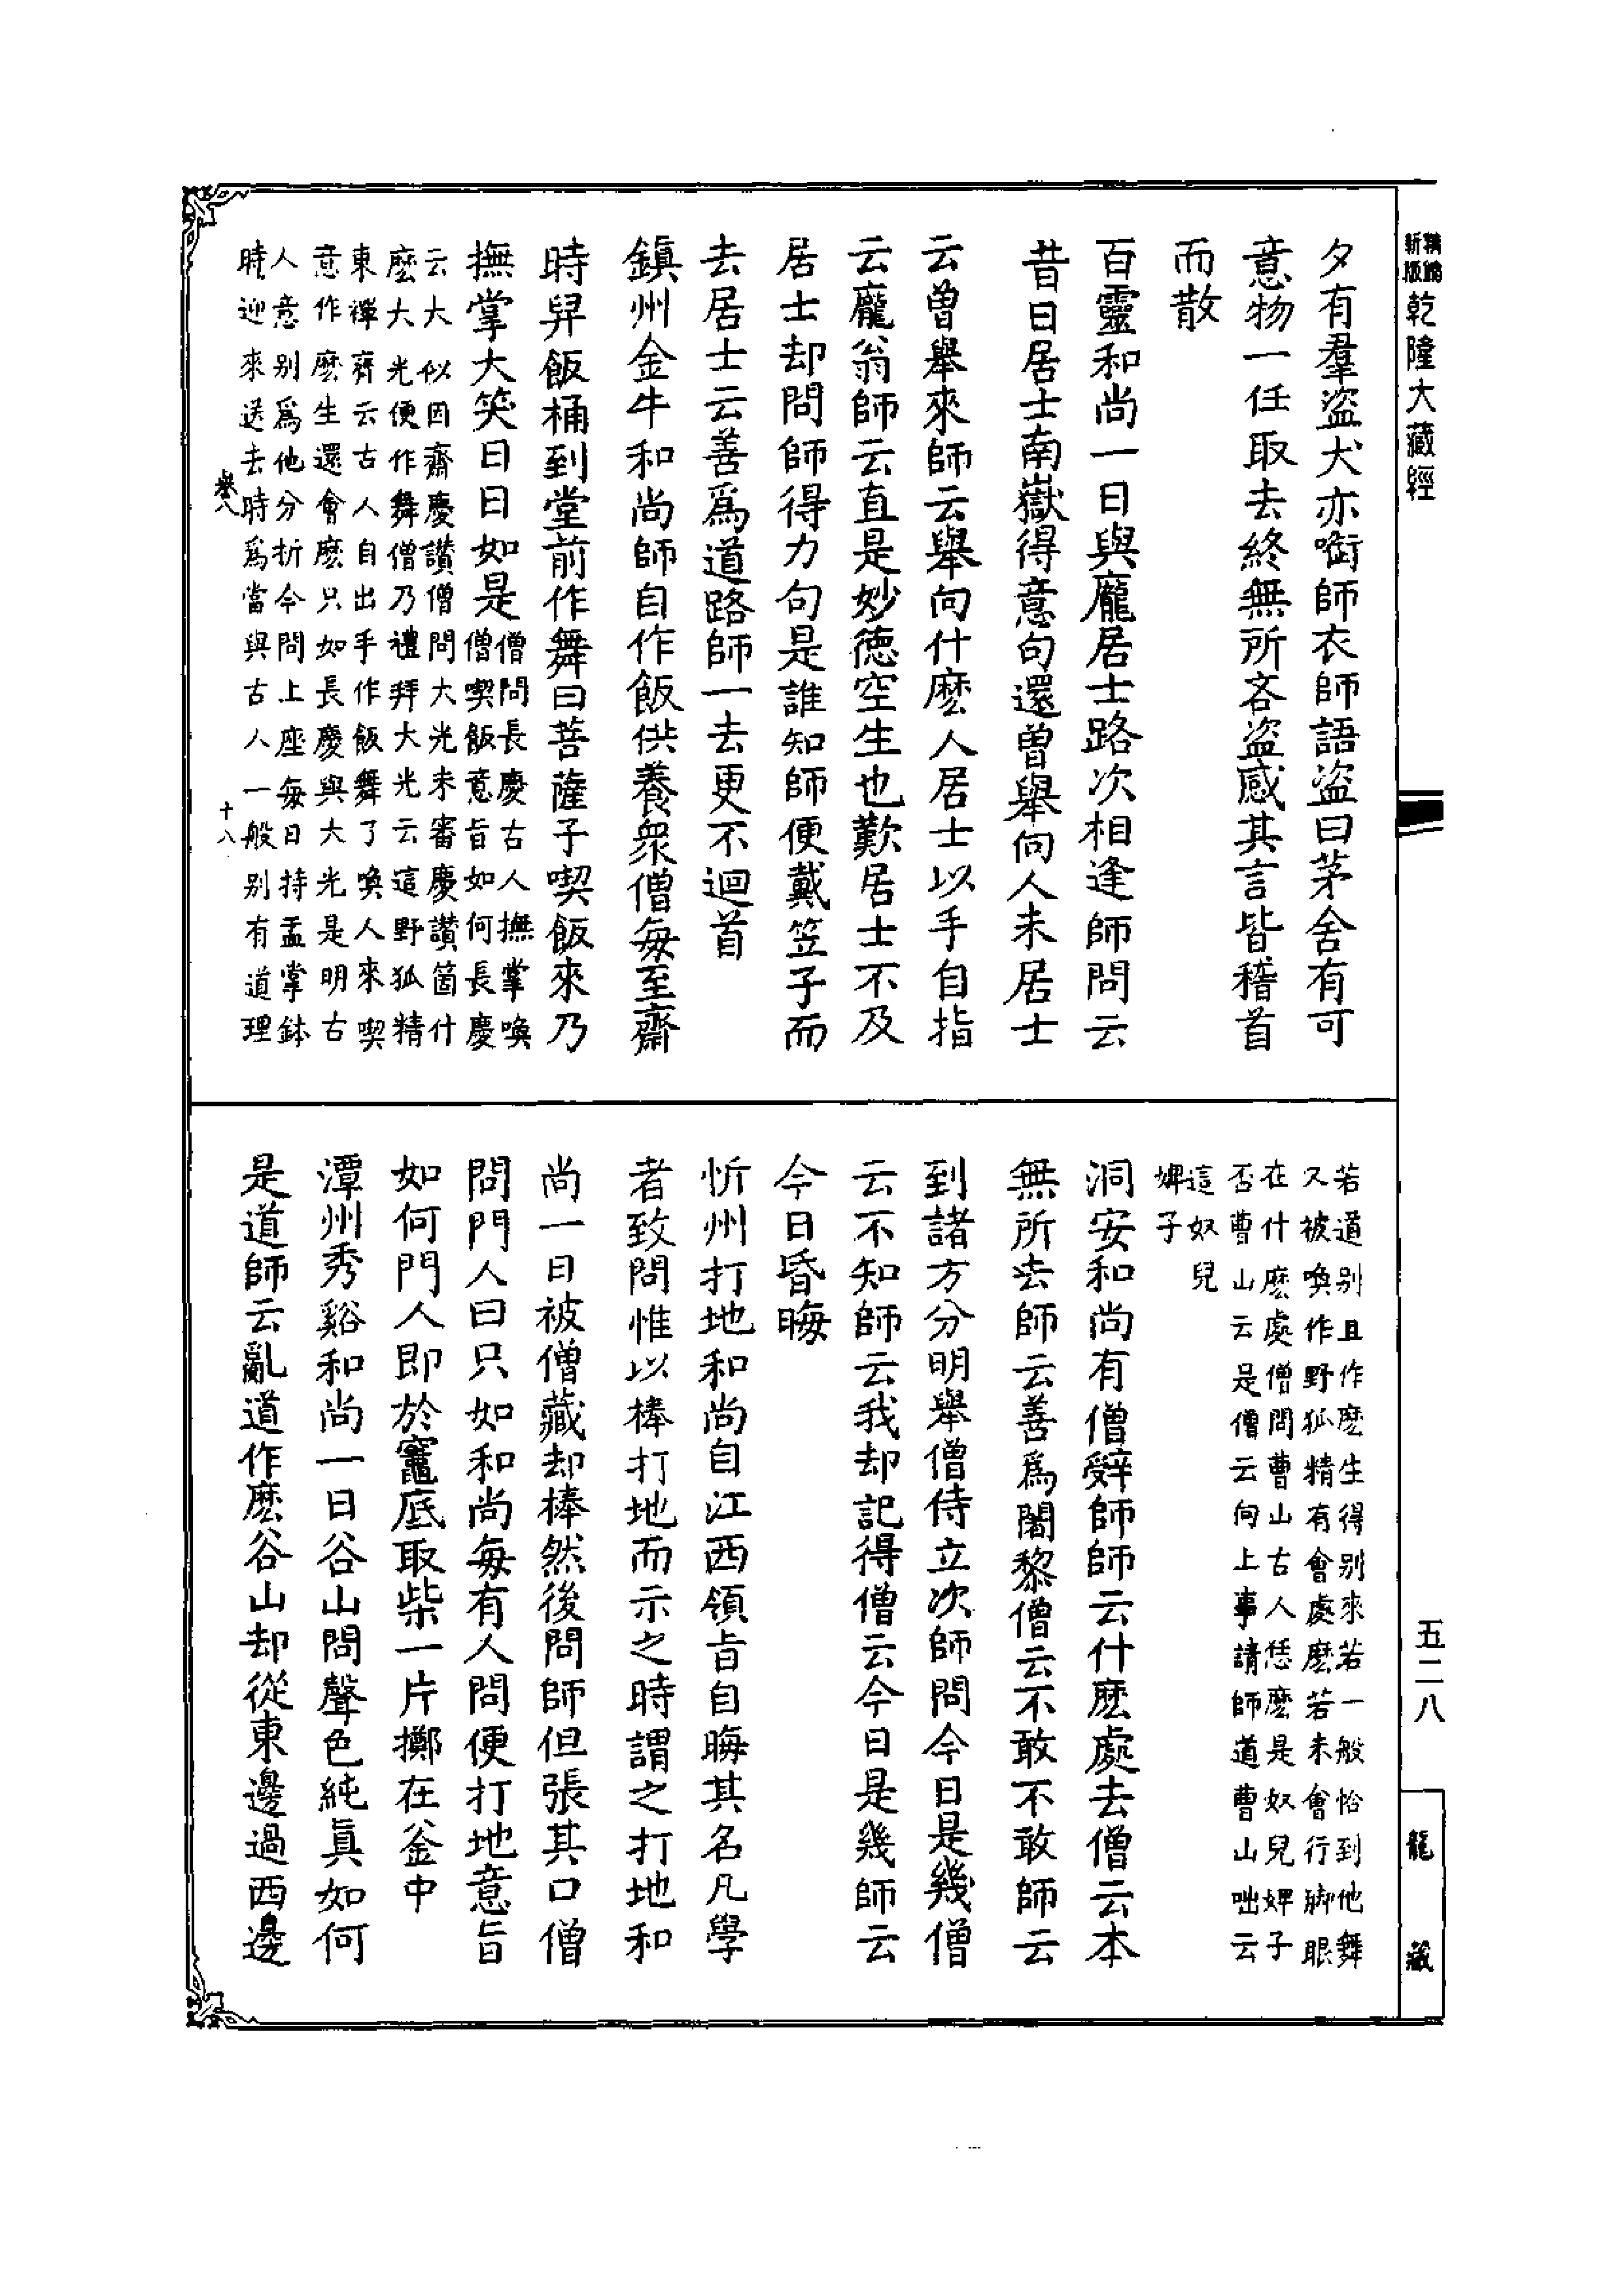 新版
精縮
乾隆大藏經
五二八
龍藏
夕有羣盜犬亦啣師衣師語盜曰茅舍有可
意物一任取去終無所吝盜感其言皆稽首
而散
百靈和尚一日與龐居士路次相逢師問云
昔日居士南嶽得意句還曾舉向人未居士
云曾舉來師云舉向什麽人居士以手自指
云龐翁師云直是妙德空生也歎居士不及
居士却問師得力句是誰知師便戴笠子而
去居士云善爲道路師一去更不迴首
鎮州金牛和尚師自作飯供養衆僧每至齋
時舁飯桶到堂前作舞曰菩薩子喫飯來乃
撫掌大笑日日如是
僧問長慶古人撫掌喚
僧喫飯意旨如何長慶
云大似因齋慶讚僧問大光未審慶讚箇什
麽大光便作舞僧乃禮拜大光云這野狐精
東禪齊云古人自出手作飯舞了喚人來喫
意作麽生還會麽只如長慶與大光是明古
人意别爲他分析今問上座每日持盂掌鉢
時迎來送去時爲當與古人一般别有道理
卷八
十八
若道别且作麽生得别來若一般恰到他舞
又被喚作野狐精有會處麽若未會行脚眼
在什麽處僧問曹山古人恁麽是奴兒婢子
否曹山云是僧云向上事請師道曹山咄云
這奴兒
婢子
洞安和尚有僧辭師師云什麽處去僧云本
無所去師云善爲闍黎僧云不敢不敢師云
到諸方分明舉僧侍立次師問今日是幾僧
云不知師云我却記得僧云今日是幾師云
今日昏晦
忻州打地和尚自江西領旨自晦其名凡學
者致問惟以棒打地而示之時謂之打地和
尚一日被僧藏却棒然後問師但張其口僧
問門人曰只如和尚每有人問便打地意旨
如何門人即於竈底取柴一片擲在釜中
潭州秀谿和尚一日谷山問聲色純眞如何
是道師云亂道作麽谷山却從東邊過西邊